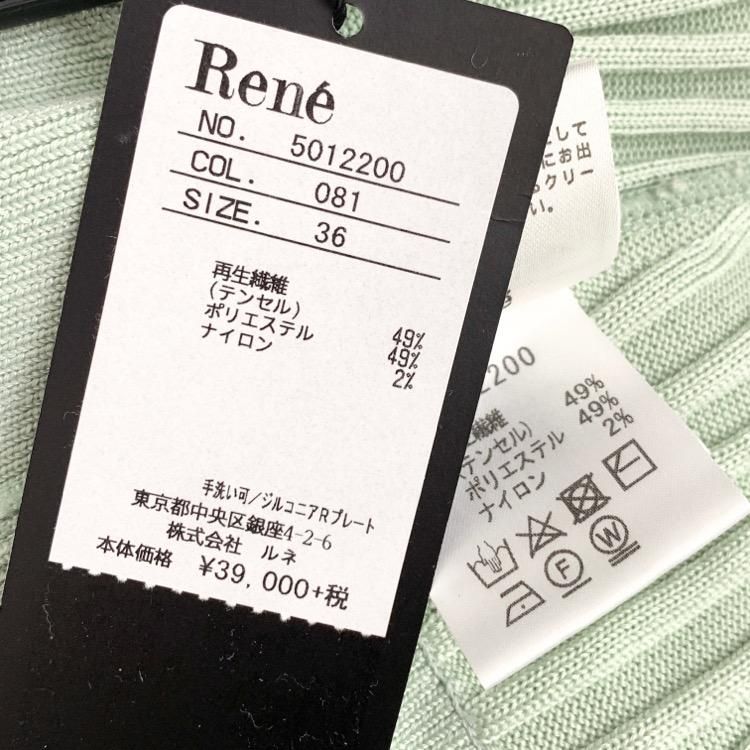 René
NO. 5012200
COL. 081
SIZE. 36
再生繊維
(テンセル) 49%
ポリエステル 49%
ナイロン 2%
手洗い可/ジルコニアRプレート
東京都中央区銀座4-2-6
株式会社 ルネ
本体価格 ¥39,000+税
として
にお出
るクリー
い。
2200
生繊維
(テンセル) 49%
ポリエステル 49%
ナイロン 2%
F W